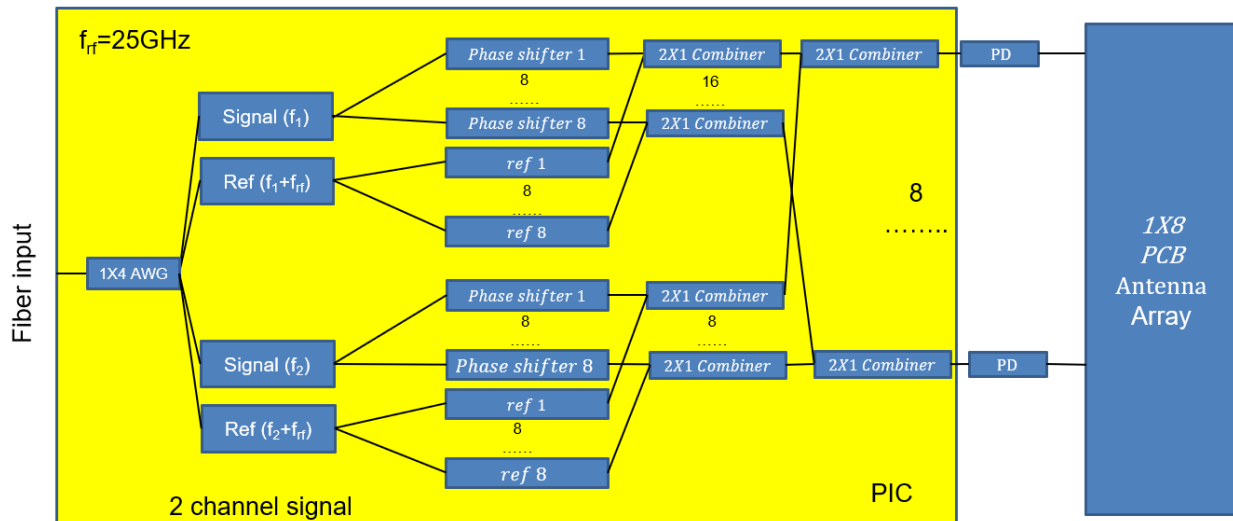 f_rf=25GHz
Phase shifter 1
2X1 Combiner
2X1 Combiner
PD
8
16
......
......
Signal (f₁)
Phase shifter 8
2X1 Combiner
ref 1
Ref (f₁+f_rf)
8
......
ref 8
8
........
1X4 AWG
Fiber input
Phase shifter 1
2X1 Combiner
8
8
......
......
Signal (f₂)
Phase shifter 8
2X1 Combiner
2X1 Combiner
PD
ref 1
Ref (f₂+f_rf)
8
......
ref 8
2 channel signal
PIC
1X8
PCB
Antenna
Array